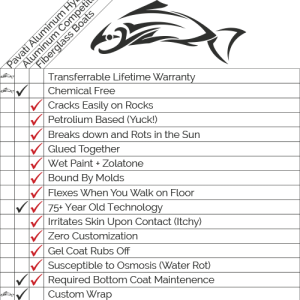 Pavati Aluminum Hy
Aluminum Competit
Fiberglass Boats
Transferrable Lifetime Warranty
Chemical Free
Cracks Easily on Rocks
Petrolium Based (Yuck!)
Breaks down and Rots in the Sun
Glued Together
Wet Paint + Zolatone
Bound By Molds
Flexes When You Walk on Floor
75+ Year Old Technology
Irritates Skin Upon Contact (Itchy)
Zero Customization
Gel Coat Rubs Off
Susceptible to Osmosis (Water Rot)
Required Bottom Coat Maintenence
Custom Wrap